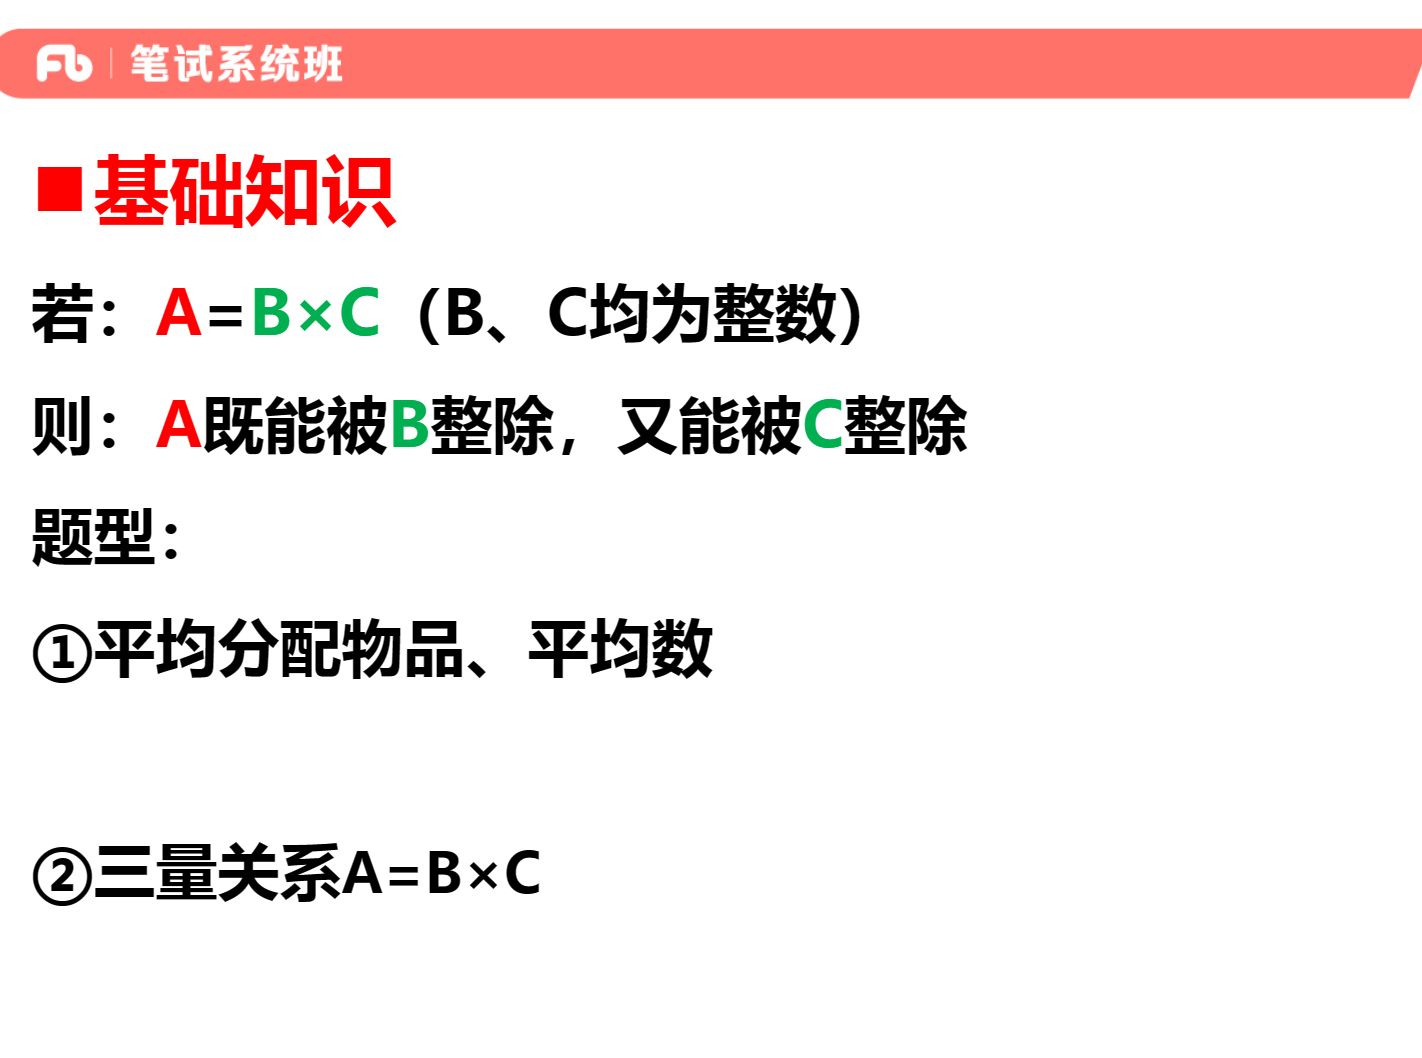 Fb 笔试系统班
■基础知识
若：A=B×C（B、C均为整数）
则：A既能被B整除，又能被C整除
题型：
①平均分配物品、平均数
②三量关系A=B×C